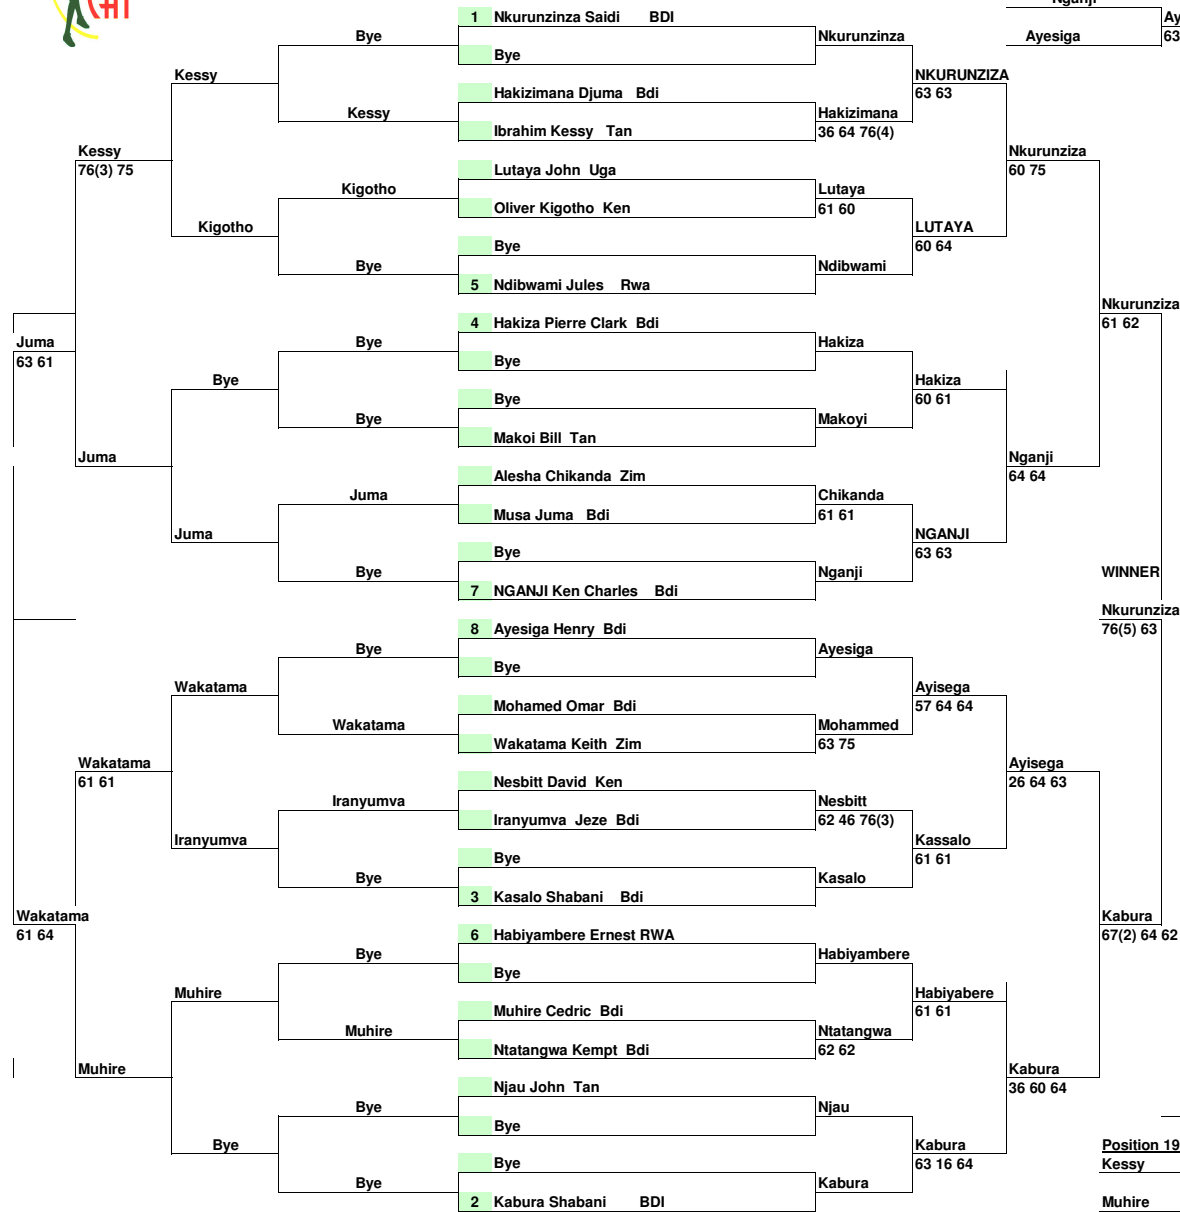 Nganji
Ay
Ayesiga
63
1 Nkurunzinza Saidi BDI
Bye
Nkurunzinza
Bye
Kessy
NKURUNZIZA
63 63
Hakizimana Djuma Bdi
Kessy
Hakizimana
36 64 76(4)
Ibrahim Kessy Tan
Kessy
76(3) 75
Nkurunziza
60 75
Lutaya John Uga
Kigotho
Lutaya
61 60
Oliver Kigotho Ken
Kigotho
LUTAYA
60 64
Bye
Bye
Ndibwami
5 Ndibwami Jules Rwa
Nkurunziza
61 62
4 Hakiza Pierre Clark Bdi
Juma
63 61
Bye
Hakiza
Bye
Bye
Hakiza
60 61
Bye
Bye
Makoyi
Makoi Bill Tan
Juma
Nganji
64 64
Alesha Chikanda Zim
Juma
Chikanda
61 61
Musa Juma Bdi
Juma
NGANJI
63 63
Bye
Bye
Nganji
WINNER
7 NGANJI Ken Charles Bdi
Nkurunziza
76(5) 63
8 Ayesiga Henry Bdi
Bye
Ayesiga
Bye
Wakatama
Ayisega
57 64 64
Mohamed Omar Bdi
Wakatama
Mohammed
63 75
Wakatama Keith Zim
Wakatama
61 61
Ayisega
26 64 63
Nesbitt David Ken
Iranyumva
Nesbitt
62 46 76(3)
Iranyumva Jeze Bdi
Iranyumva
Kassalo
61 61
Bye
Bye
Kasalo
3 Kasalo Shabani Bdi
Wakatama
61 64
Kabura
67(2) 64 62
6 Habiyambere Ernest RWA
Bye
Habiyambere
Bye
Muhire
Habiyabere
61 61
Muhire Cedric Bdi
Muhire
Ntatangwa
62 62
Ntatangwa Kempt Bdi
Muhire
Kabura
36 60 64
Njau John Tan
Bye
Njau
Bye
Bye
Kabura
63 16 64
Position 19
Bye
Kessy
Bye
Kabura
2 Kabura Shabani BDI
Muhire